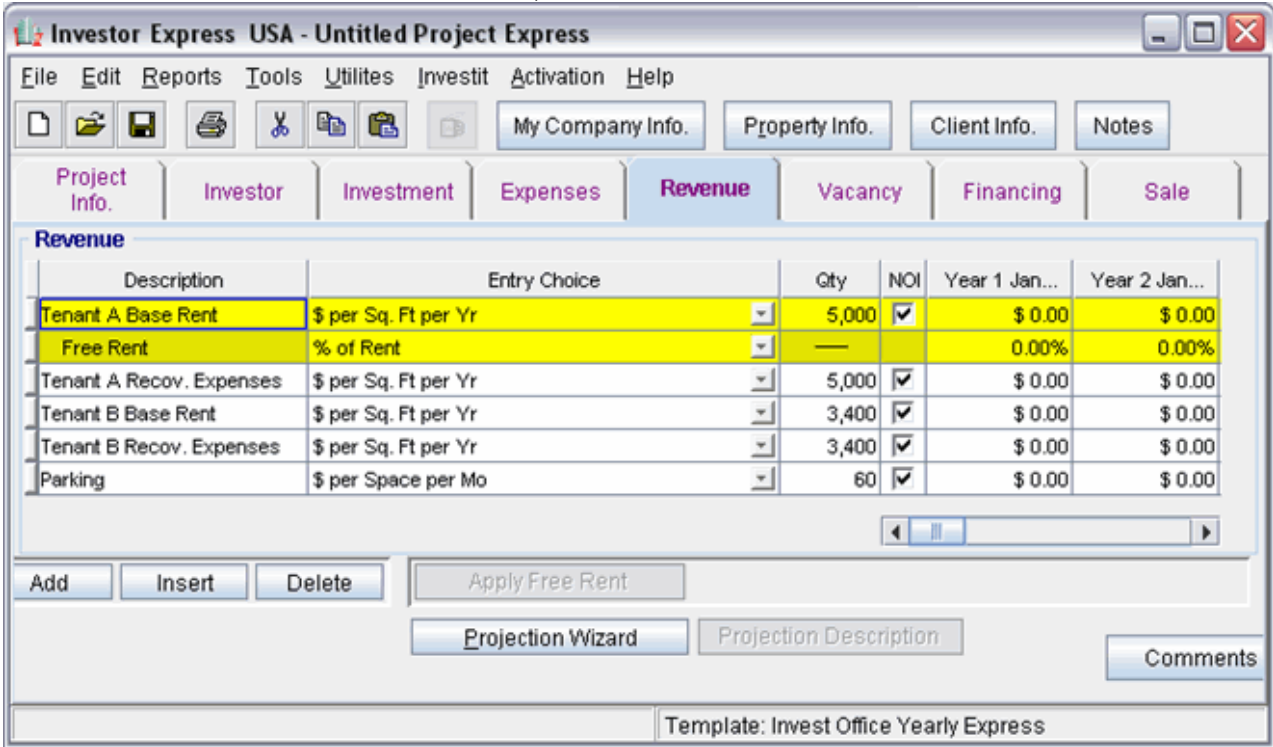 Investor Express USA - Untitled Project Express
File Edit Reports Tools Utilites Investit Activation Help
My Company Info. Property Info. Client Info. Notes
Project Info. Investor Investment Expenses Revenue Vacancy Financing Sale
Revenue
Description Entry Choice Qty NOI Year 1 Jan... Year 2 Jan...
Tenant A Base Rent $ per Sq. Ft per Yr 5,000 $ 0.00 $ 0.00
Free Rent % of Rent — 0.00% 0.00%
Tenant A Recov. Expenses $ per Sq. Ft per Yr 5,000 $ 0.00 $ 0.00
Tenant B Base Rent $ per Sq. Ft per Yr 3,400 $ 0.00 $ 0.00
Tenant B Recov. Expenses $ per Sq. Ft per Yr 3,400 $ 0.00 $ 0.00
Parking $ per Space per Mo 60 $ 0.00 $ 0.00
Add Insert Delete Apply Free Rent
Projection Wizard Projection Description
Comments
Template: Invest Office Yearly Express